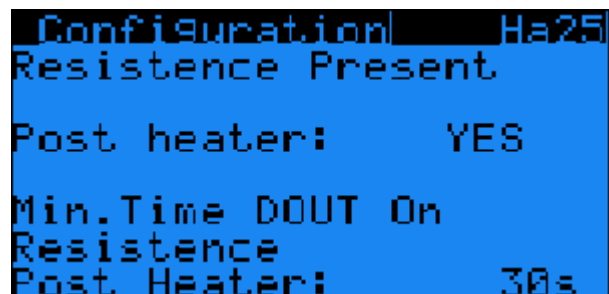 Configuration Ha25
Resistence Present
Post heater: YES
Min.Time DOUT On
Resistence
Post Heater: 30s